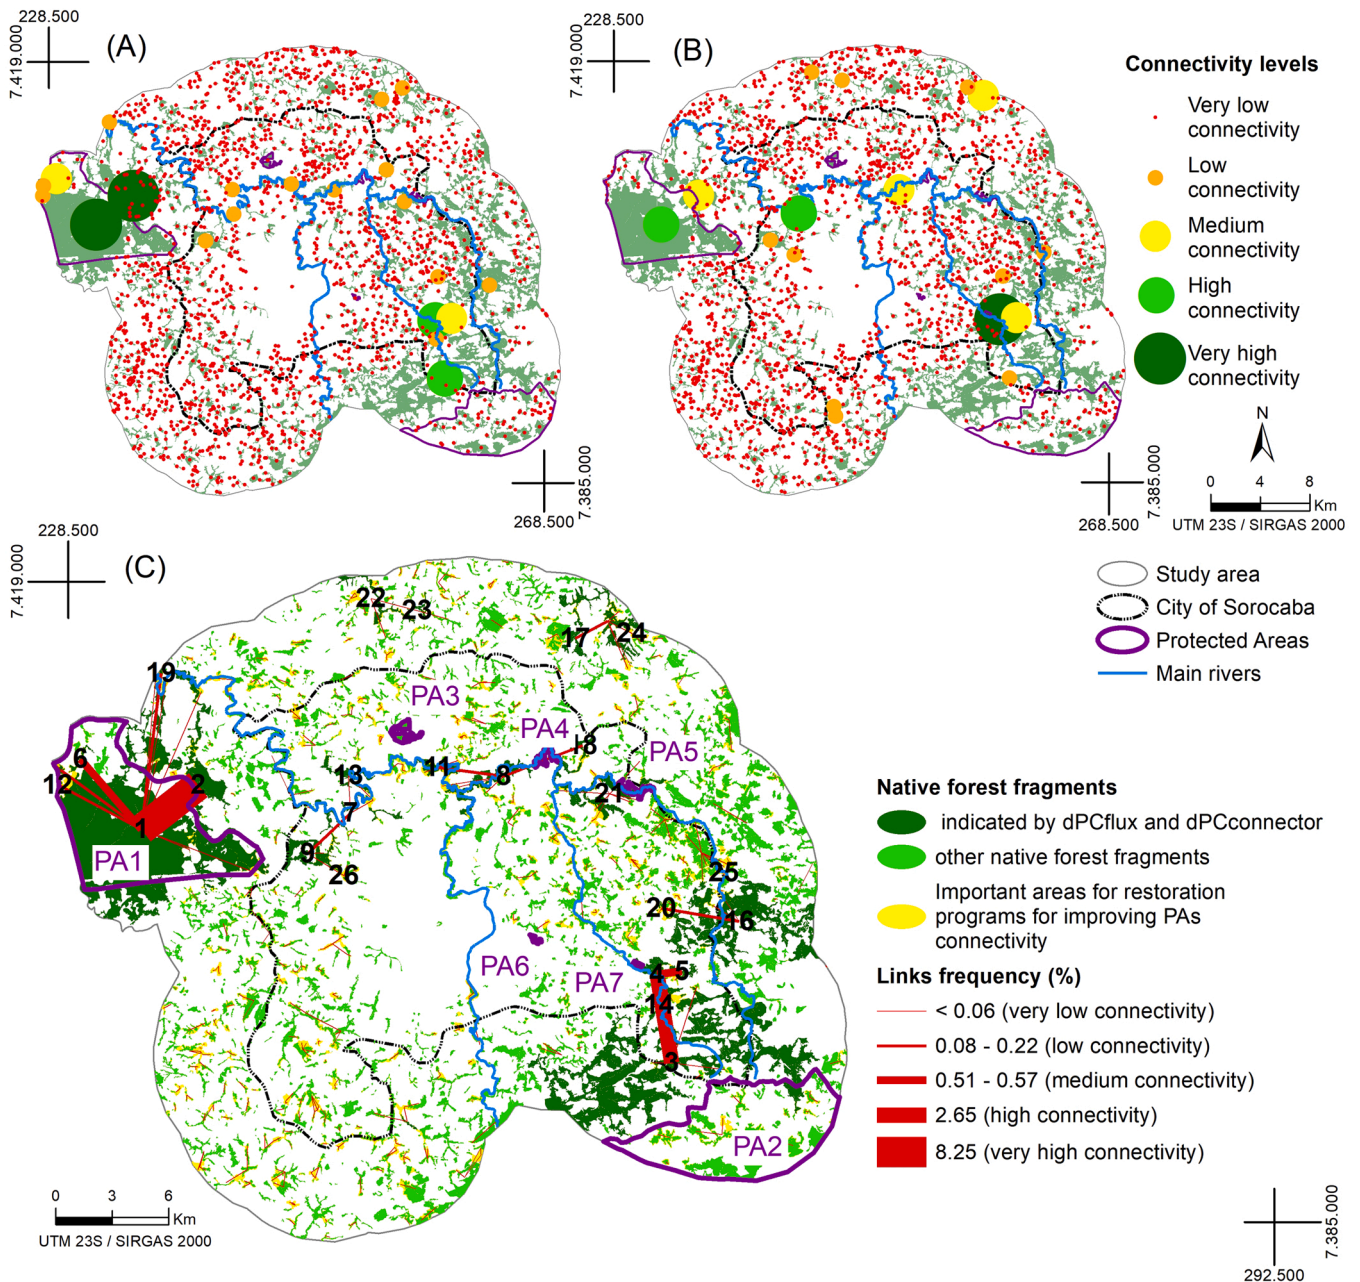 228.500
7.419.000
(A)
228.500
7.419.000
(B)
Connectivity levels
Very low
connectivity
Low
connectivity
Medium
connectivity
High
connectivity
Very high
connectivity
N
0 4 8
Km
UTM 23S / SIRGAS 2000
7.385.000
268.500
7.385.000
268.500
228.500
7.419.000
(C)
Study area
City of Sorocaba
Protected Areas
Main rivers
22
23
17
24
19
PA3
PA4
PA5
18
6
12
2
13
11
8
21
1
7
PA1
9
26
25
20
16
PA6
PA7
4
5
14
3
PA2
Native forest fragments
indicated by dPCflux and dPCconnector
other native forest fragments
Important areas for restoration
programs for improving PAs
connectivity
Links frequency (%)
< 0.06 (very low connectivity)
0.08 - 0.22 (low connectivity)
0.51 - 0.57 (medium connectivity)
2.65 (high connectivity)
8.25 (very high connectivity)
0 3 6
Km
UTM 23S / SIRGAS 2000
7.385.000
292.500